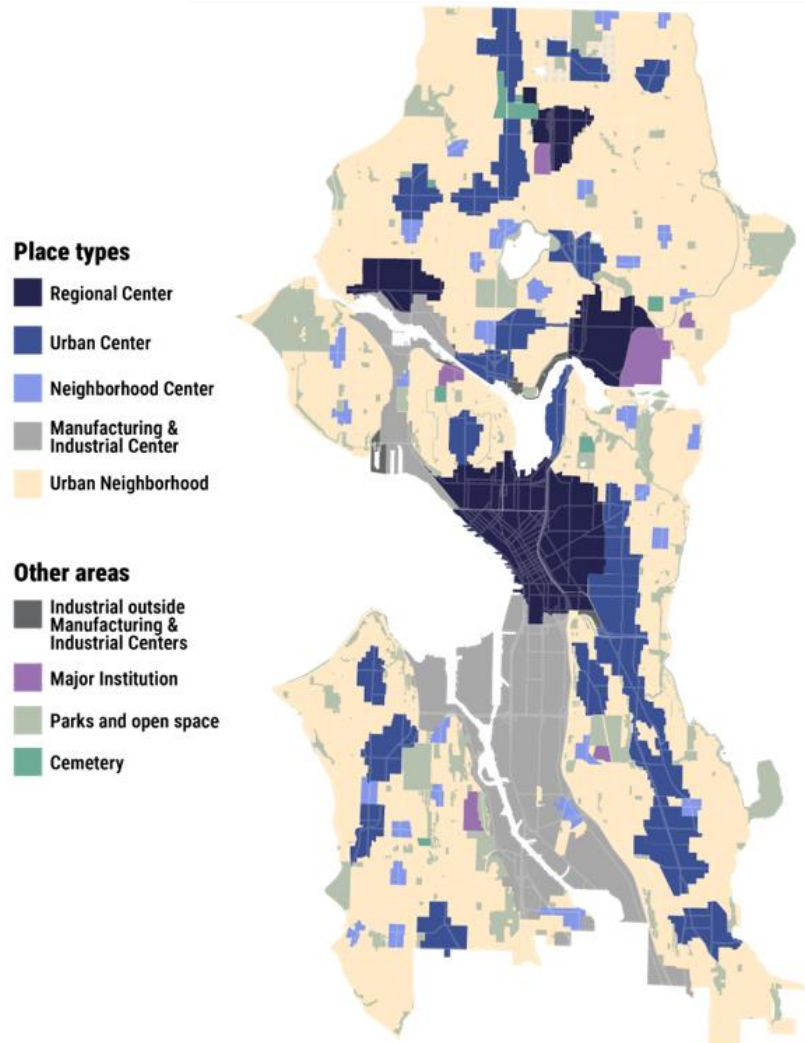 Place types
Regional Center
Urban Center
Neighborhood Center
Manufacturing &
Industrial Center
Urban Neighborhood
Other areas
Industrial outside
Manufacturing &
Industrial Centers
Major Institution
Parks and open space
Cemetery